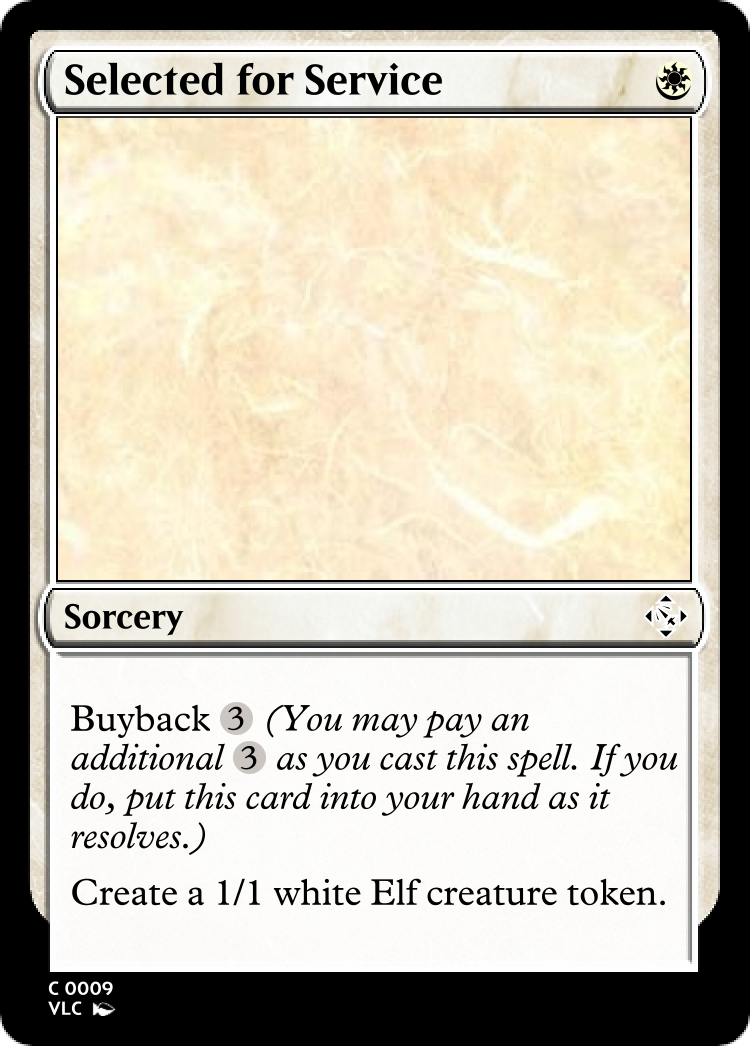 Selected for Service
Sorcery
Buyback 3 (You may pay an
additional 3 as you cast this spell. If you
do, put this card into your hand as it
resolves.)
Create a 1/1 white Elf creature token.
C 0009
VLC